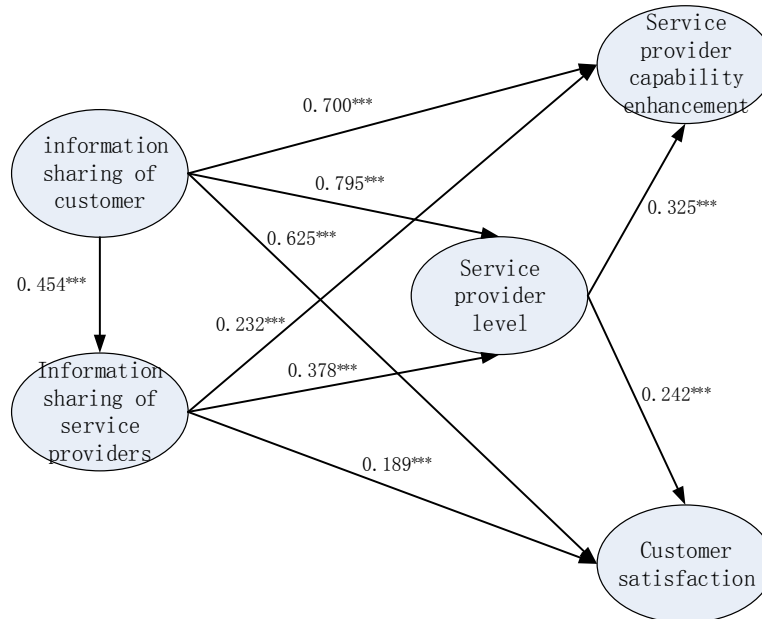 Service
provider
capability
enhancement
0.700***
information
sharing of
customer
0.795***
0.325***
0.625***
Service
provider
level
0.454***
0.232***
0.378***
Information
sharing of
service
providers
0.242***
0.189***
Customer
satisfaction